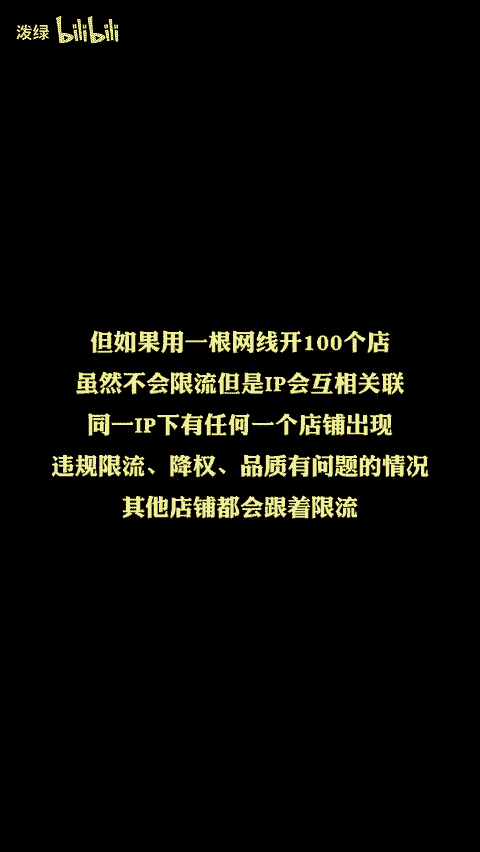 泼绿 bilibili
但如果用一根网线开100个店
虽然不会限流但是IP会互相关联
同一IP下有任何一个店铺出现
违规限流、降权、品质有问题的情况
其他店铺都会跟着限流